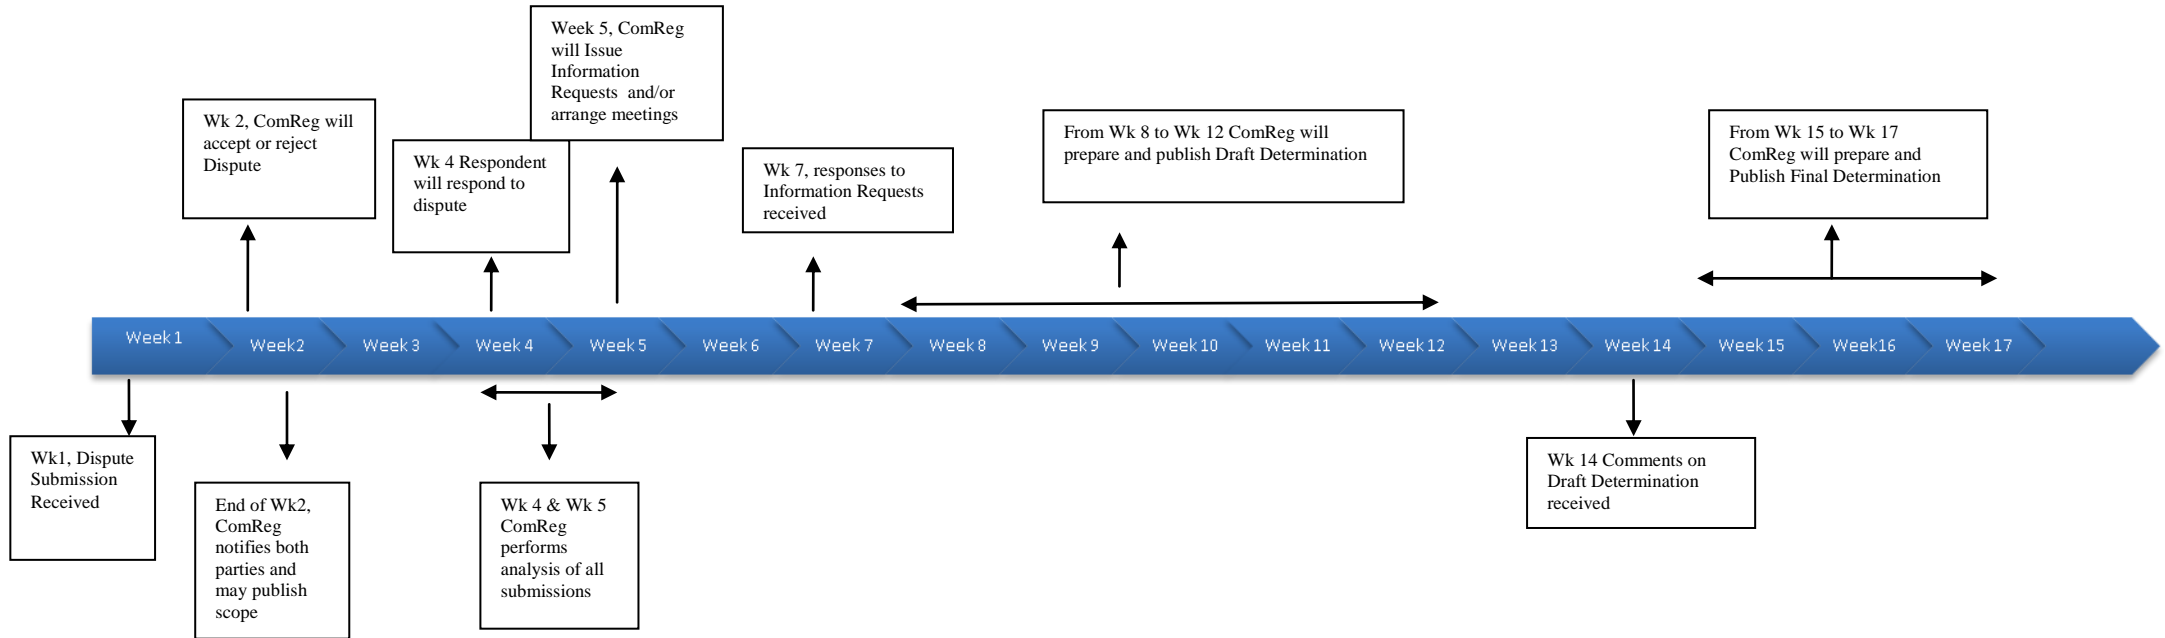 Week 5, ComReg
will Issue
Information
Requests and/or
arrange meetings
Wk 2, ComReg will
accept or reject
Dispute
Wk 4 Respondent
will respond to
dispute
Wk 7, responses to
Information Requests
received
From Wk 8 to Wk 12 ComReg will
prepare and publish Draft Determination
From Wk 15 to Wk 17
ComReg will prepare and
Publish Final Determination
Week 1
Week2
Week 3
Week 4
Week 5
Week 6
Week 7
Week 8
Week 9
Week 10
Week 11
Week 12
Week 13
Week 14
Week 15
Week16
Week 17
Wk1, Dispute
Submission
Received
End of Wk2,
ComReg
notifies both
parties and
may publish
scope
Wk 4 & Wk 5
ComReg
performs
analysis of all
submissions
Wk 14 Comments on
Draft Determination
received